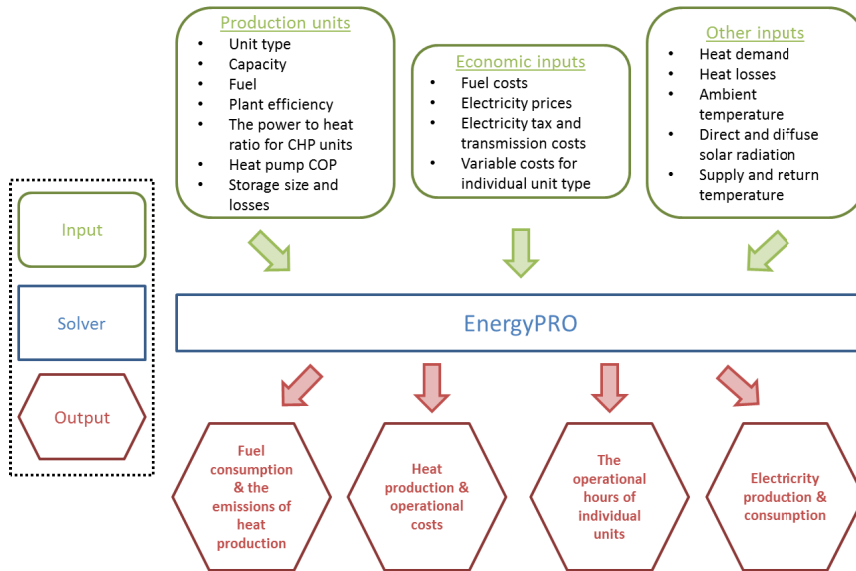 Production units
• Unit type
• Capacity
• Fuel
• Plant efficiency
• The power to heat
ratio for CHP units
• Heat pump COP
• Storage size and
losses
Economic inputs
• Fuel costs
• Electricity prices
• Electricity tax and
transmission costs
• Variable costs for
individual unit type
Other inputs
• Heat demand
• Heat losses
• Ambient
temperature
• Direct and diffuse
solar radiation
• Supply and return
temperature
Input
Solver
Output
EnergyPRO
Fuel
consumption
& the
emissions of
heat
production
Heat
production &
operational
costs
The
operational
hours of
individual
units
Electricity
production &
consumption